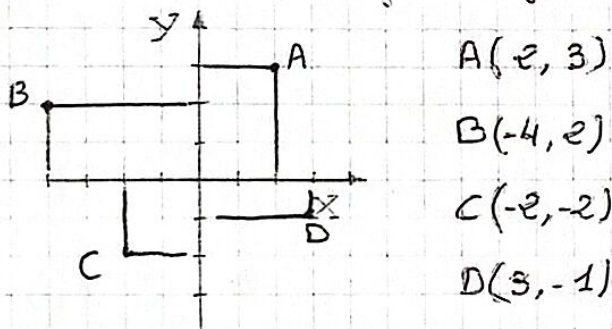 У
A
A(2, 3)
B
B(-4, 2)
X
C(-2, -2)
D
C
D(3, -1)